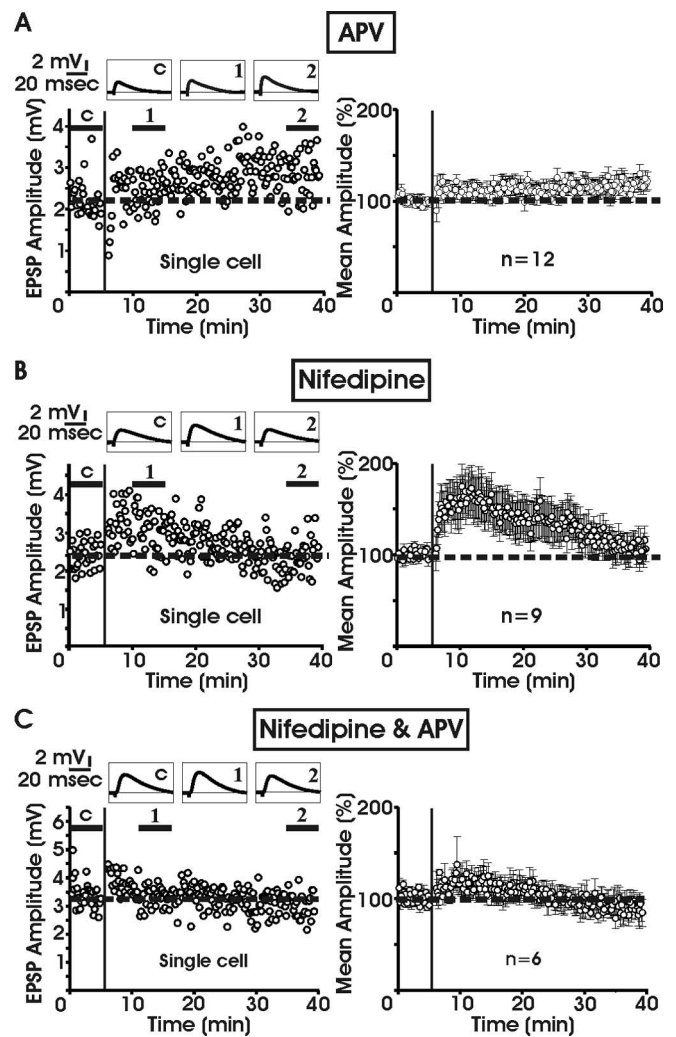 A
APV
2 mV
20 msec
C 1 2
C 1 2
EPSP Amplitude (mV)
4
3
2
1
Single cell
0 10 20 30 40
Time (min)
Mean Amplitude (%)
200
100
n=12
0 10 20 30 40
Time (min)
B
Nifedipine
2 mV
20 msec
C 1 2
C 1 2
EPSP Amplitude (mV)
4
3
2
1
Single cell
0 10 20 30 40
Time (min)
Mean Amplitude (%)
200
100
n=9
0 10 20 30 40
Time (min)
C
Nifedipine & APV
2 mV
20 msec
C 1 2
C 1 2
EPSP Amplitude (mV)
6
5
4
3
2
1
Single cell
0 10 20 30 40
Time (min)
Mean Amplitude (%)
200
100
n=6
0 10 20 30 40
Time (min)